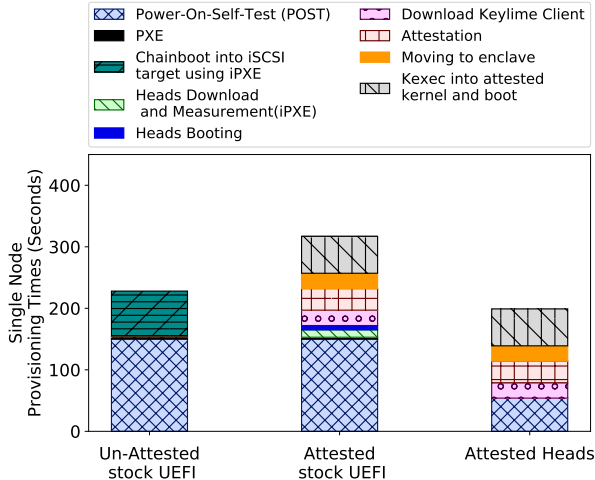 Power-On-Self-Test (POST)
PXE
Chainboot into iSCSI
target using iPXE
Heads Download
and Measurement(iPXE)
Heads Booting
Download Keylime Client
Attestation
Moving to enclave
Kexec into attested
kernel and boot
Single Node
Provisioning Times (Seconds)
400
300
200
100
0
Un-Attested
stock UEFI
Attested
stock UEFI
Attested Heads